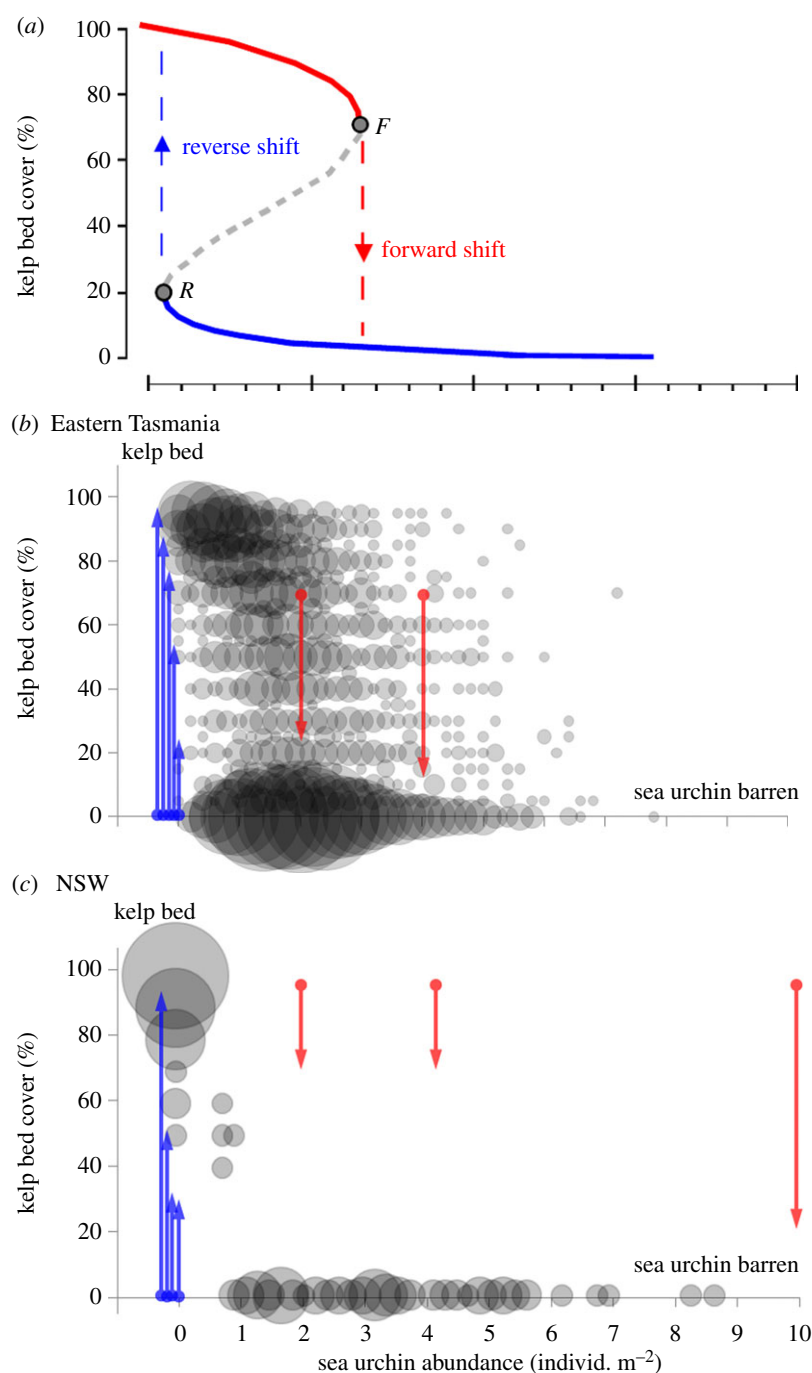 (a)
100
80
60
40
20
0
kelp bed cover (%)
F
reverse shift
forward shift
R
(b) Eastern Tasmania
kelp bed
100
80
60
40
20
0
kelp bed cover (%)
sea urchin barren
(c) NSW
kelp bed
100
80
60
40
20
0
kelp bed cover (%)
sea urchin barren
0 1 2 3 4 5 6 7 8 9 10
sea urchin abundance (individ. m⁻²)